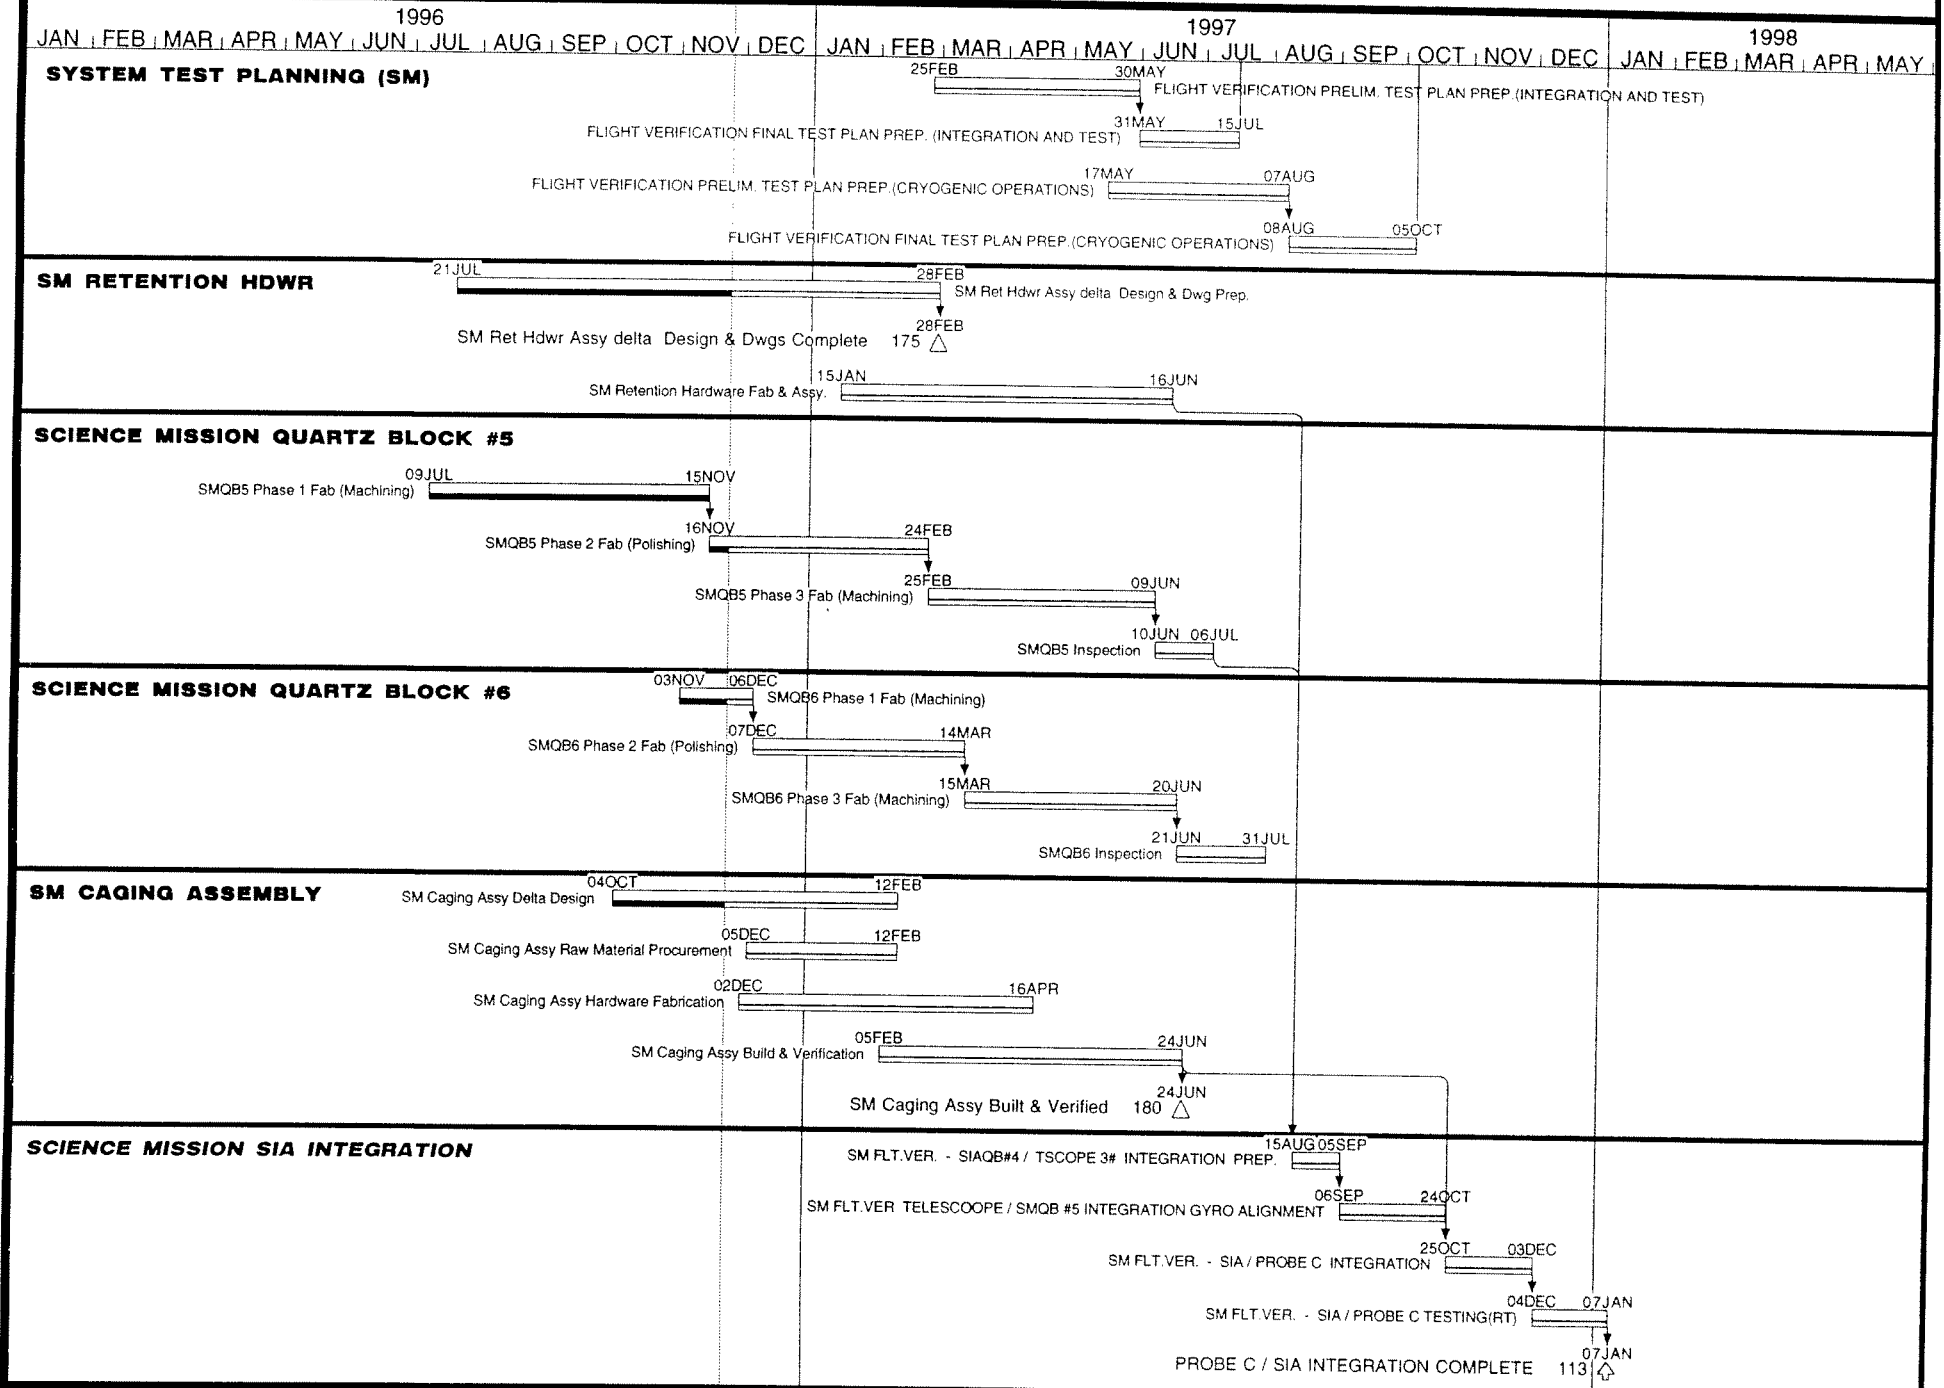 1996 1997 1998
JAN FEB MAR APR MAY JUN JUL AUG SEP OCT NOV DEC JAN FEB MAR APR MAY JUN JUL AUG SEP OCT NOV DEC JAN FEB MAR APR MAY
SYSTEM TEST PLANNING (SM)
25FEB 30MAY
FLIGHT VERIFICATION PRELIM. TEST PLAN PREP.(INTEGRATION AND TEST)
31MAY 15JUL
FLIGHT VERIFICATION FINAL TEST PLAN PREP. (INTEGRATION AND TEST)
17MAY 07AUG
FLIGHT VERIFICATION PRELIM. TEST PLAN PREP.(CRYOGENIC OPERATIONS)
08AUG 05OCT
FLIGHT VERIFICATION FINAL TEST PLAN PREP.(CRYOGENIC OPERATIONS)
SM RETENTION HDWR
21JUL 28FEB
SM Ret Hdwr Assy delta Design & Dwg Prep.
28FEB
SM Ret Hdwr Assy delta Design & Dwgs Complete 175
15JAN 16JUN
SM Retention Hardware Fab & Assy.
SCIENCE MISSION QUARTZ BLOCK #5
09JUL 15NOV
SMQB5 Phase 1 Fab (Machining)
16NOV 24FEB
SMQB5 Phase 2 Fab (Polishing)
25FEB 09JUN
SMQB5 Phase 3 Fab (Machining)
10JUN 06JUL
SMQB5 Inspection
SCIENCE MISSION QUARTZ BLOCK #6
03NOV 06DEC
SMQB6 Phase 1 Fab (Machining)
07DEC 14MAR
SMQB6 Phase 2 Fab (Polishing)
15MAR 20JUN
SMQB6 Phase 3 Fab (Machining)
21JUN 31JUL
SMQB6 Inspection
SM CAGING ASSEMBLY
04OCT 12FEB
SM Caging Assy Delta Design
05DEC 12FEB
SM Caging Assy Raw Material Procurement
02DEC 16APR
SM Caging Assy Hardware Fabrication
05FEB 24JUN
SM Caging Assy Build & Verification
24JUN
SM Caging Assy Built & Verified 180
SCIENCE MISSION SIA INTEGRATION
15AUG 05SEP
SM FLT.VER. - SIAQB#4 / TSCOPE 3# INTEGRATION PREP.
06SEP 24OCT
SM FLT.VER TELESCOOPE / SMQB #5 INTEGRATION GYRO ALIGNMENT
25OCT 03DEC
SM FLT.VER. - SIA / PROBE C INTEGRATION
04DEC 07JAN
SM FLT.VER. - SIA / PROBE C TESTING(RT)
07JAN
PROBE C / SIA INTEGRATION COMPLETE 113